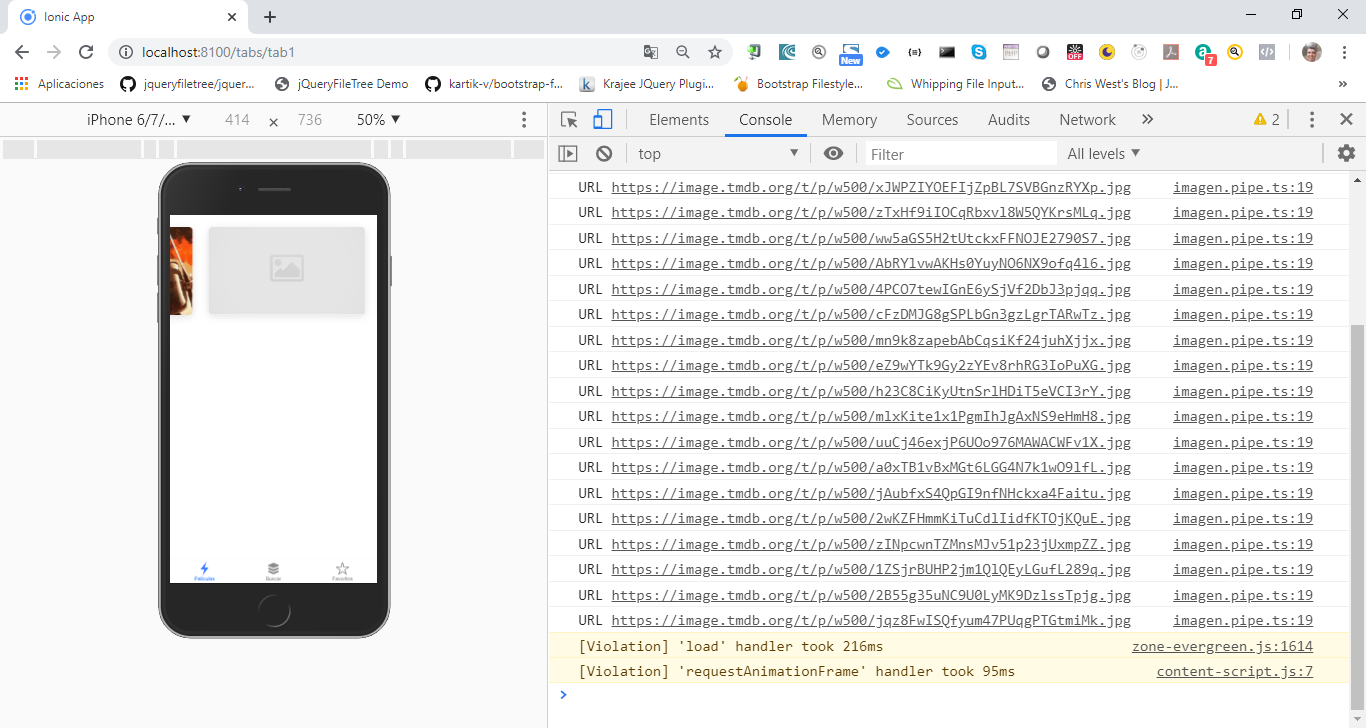 Ionic App
localhost:8100/tabs/tab1
New
OFF
7
Aplicaciones
jqueryfiletree/jquer...
jQueryFileTree Demo
kartik-v/bootstrap-f...
Krajee JQuery Plugi...
Bootstrap Filestyle...
Whipping File Input...
Chris West's Blog | J...
»
iPhone 6/7/... ▼ 414 × 736 50% ▼
Elements Console Memory Sources Audits Network » 2
top ▼ Filter All levels ▼
URL https://image.tmdb.org/t/p/w500/xJWPZIYOEFIjZpBL7SVBGnzRYXp.jpg imagen.pipe.ts:19
URL https://image.tmdb.org/t/p/w500/zTxHf9iIOCqRbxvl8W5QYKrsMLq.jpg imagen.pipe.ts:19
URL https://image.tmdb.org/t/p/w500/ww5aGS5H2tUtckxFFNOJE2790S7.jpg imagen.pipe.ts:19
URL https://image.tmdb.org/t/p/w500/AbRYlvwAKHs0YuyNO6NX9ofq4l6.jpg imagen.pipe.ts:19
URL https://image.tmdb.org/t/p/w500/4PCO7tewIGnE6ySjVf2DbJ3pjqq.jpg imagen.pipe.ts:19
URL https://image.tmdb.org/t/p/w500/cFzDMJG8gSPLbGn3gzLgrTARwTz.jpg imagen.pipe.ts:19
URL https://image.tmdb.org/t/p/w500/mn9k8zapebAbCqsiKf24juhXjjx.jpg imagen.pipe.ts:19
URL https://image.tmdb.org/t/p/w500/eZ9wYTk9Gy2zYEv8rhRG3IoPuXG.jpg imagen.pipe.ts:19
URL https://image.tmdb.org/t/p/w500/h23C8CiKyUtnSrlHDiT5eVCI3rY.jpg imagen.pipe.ts:19
URL https://image.tmdb.org/t/p/w500/mlxKite1x1PgmIhJgAxNS9eHmH8.jpg imagen.pipe.ts:19
URL https://image.tmdb.org/t/p/w500/uuCj46exjP6UOo976MAWACWFv1X.jpg imagen.pipe.ts:19
URL https://image.tmdb.org/t/p/w500/a0xTB1vBxMGt6LGG4N7k1wO9lfL.jpg imagen.pipe.ts:19
URL https://image.tmdb.org/t/p/w500/jAubfxS4QpGI9nfNHckxa4Faitu.jpg imagen.pipe.ts:19
URL https://image.tmdb.org/t/p/w500/2wKZFHmmKiTuCdlIidfKTOjKQuE.jpg imagen.pipe.ts:19
URL https://image.tmdb.org/t/p/w500/zINpcwnTZMnsMJv51p23jUxmpZZ.jpg imagen.pipe.ts:19
URL https://image.tmdb.org/t/p/w500/1ZSjrBUHP2jm1QlQEyLGufL289q.jpg imagen.pipe.ts:19
URL https://image.tmdb.org/t/p/w500/2B55g35uNC9U0LyMK9DzlssTpjg.jpg imagen.pipe.ts:19
URL https://image.tmdb.org/t/p/w500/jqz8FwISQfyum47PUqgPTGtmiMk.jpg imagen.pipe.ts:19
[Violation] 'load' handler took 216ms zone-evergreen.js:1614
[Violation] 'requestAnimationFrame' handler took 95ms content-script.js:7
Películas Buscar Favoritos